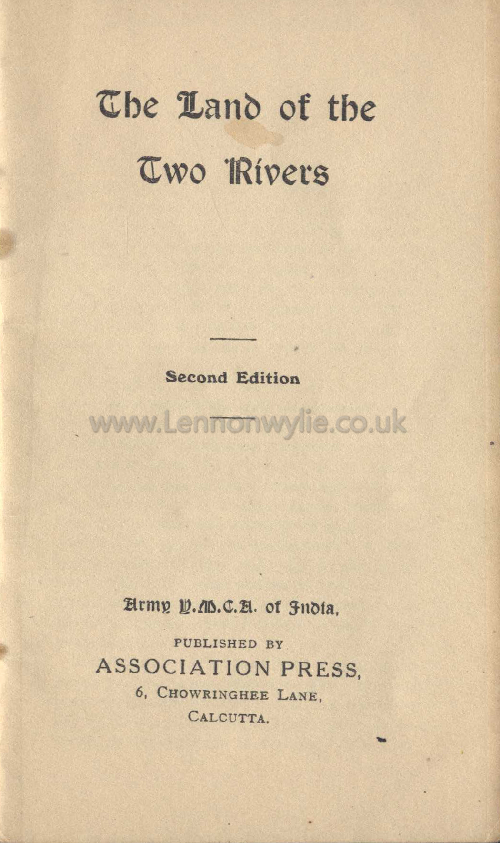 The Land of the
Two Rivers
Second Edition
www.Lennonwylie.co.uk
Army Y.M.C.A. of India,
PUBLISHED BY
ASSOCIATION PRESS,
6, CHOWRINGHEE LANE,
CALCUTTA.